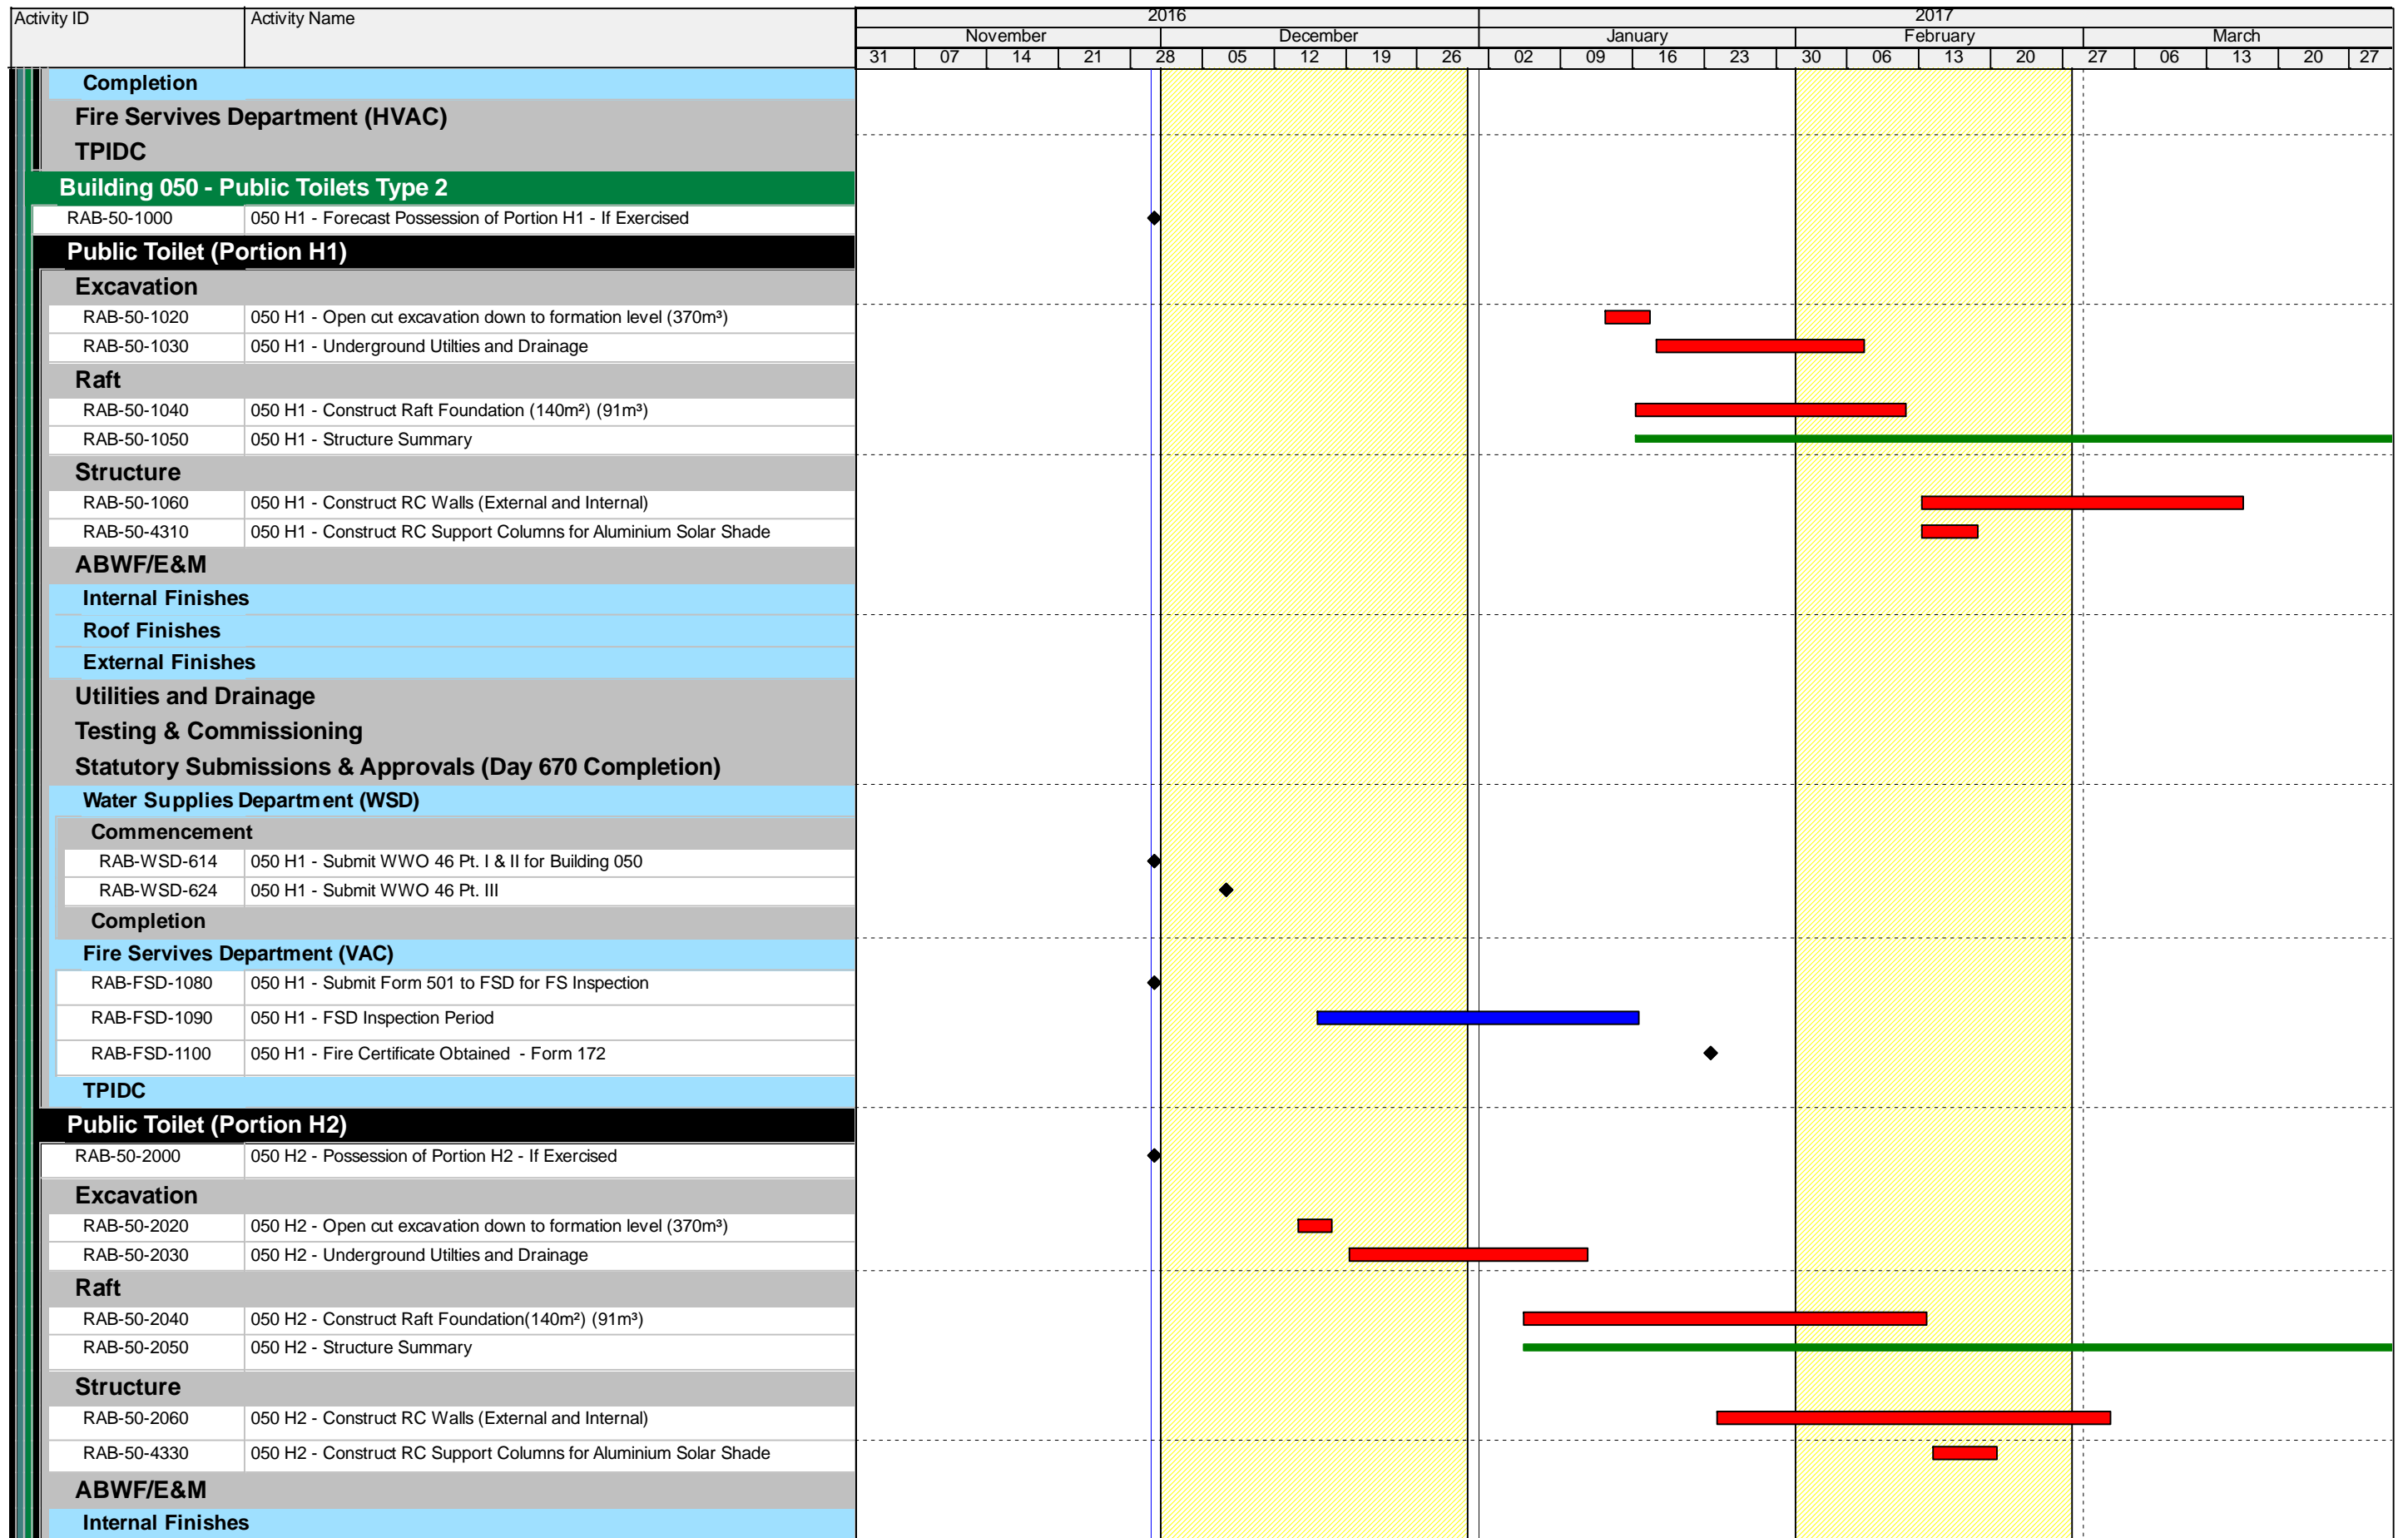 Activity ID Activity Name 2016 2017
November December January February March
31 07 14 21 28 05 12 19 26 02 09 16 23 30 06 13 20 27 06 13 20 27
Completion
Fire Servives Department (HVAC)
TPIDC
Building 050 - Public Toilets Type 2
RAB-50-1000 050 H1 - Forecast Possession of Portion H1 - If Exercised
Public Toilet (Portion H1)
Excavation
RAB-50-1020 050 H1 - Open cut excavation down to formation level (370m³)
RAB-50-1030 050 H1 - Underground Utilties and Drainage
Raft
RAB-50-1040 050 H1 - Construct Raft Foundation (140m²) (91m³)
RAB-50-1050 050 H1 - Structure Summary
Structure
RAB-50-1060 050 H1 - Construct RC Walls (External and Internal)
RAB-50-4310 050 H1 - Construct RC Support Columns for Aluminium Solar Shade
ABWF/E&M
Internal Finishes
Roof Finishes
External Finishes
Utilities and Drainage
Testing & Commissioning
Statutory Submissions & Approvals (Day 670 Completion)
Water Supplies Department (WSD)
Commencement
RAB-WSD-614 050 H1 - Submit WWO 46 Pt. I & II for Building 050
RAB-WSD-624 050 H1 - Submit WWO 46 Pt. III
Completion
Fire Servives Department (VAC)
RAB-FSD-1080 050 H1 - Submit Form 501 to FSD for FS Inspection
RAB-FSD-1090 050 H1 - FSD Inspection Period
RAB-FSD-1100 050 H1 - Fire Certificate Obtained - Form 172
TPIDC
Public Toilet (Portion H2)
RAB-50-2000 050 H2 - Possession of Portion H2 - If Exercised
Excavation
RAB-50-2020 050 H2 - Open cut excavation down to formation level (370m³)
RAB-50-2030 050 H2 - Underground Utilties and Drainage
Raft
RAB-50-2040 050 H2 - Construct Raft Foundation(140m²) (91m³)
RAB-50-2050 050 H2 - Structure Summary
Structure
RAB-50-2060 050 H2 - Construct RC Walls (External and Internal)
RAB-50-4330 050 H2 - Construct RC Support Columns for Aluminium Solar Shade
ABWF/E&M
Internal Finishes